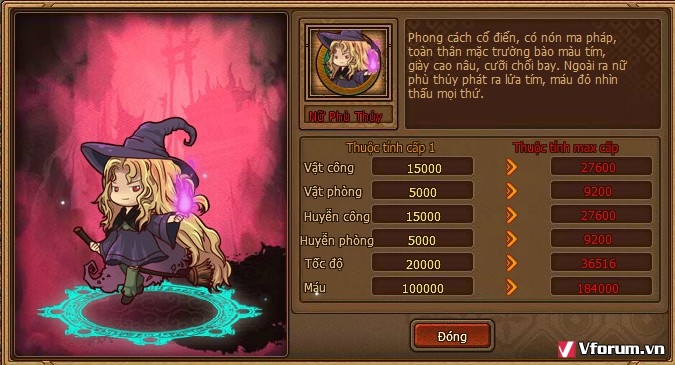 Phong cách cổ điển, có nón ma pháp,
toàn thân mặc trường bào màu tím,
giày cao nâu, cưỡi chổi bay. Ngoài ra nữ
phù thủy phát ra lửa tím, máu đỏ nhìn
thấu mọi thứ.
Nữ Phù Thủy
Thuộc tính cấp 1 Thuộc tính max cấp
Vật công 15000 27600
Vật phòng 5000 9200
Huyễn công 15000 27600
Huyễn phòng 5000 9200
Tốc độ 20000 36516
Máu 100000 184000
Đóng
Vforum.vn